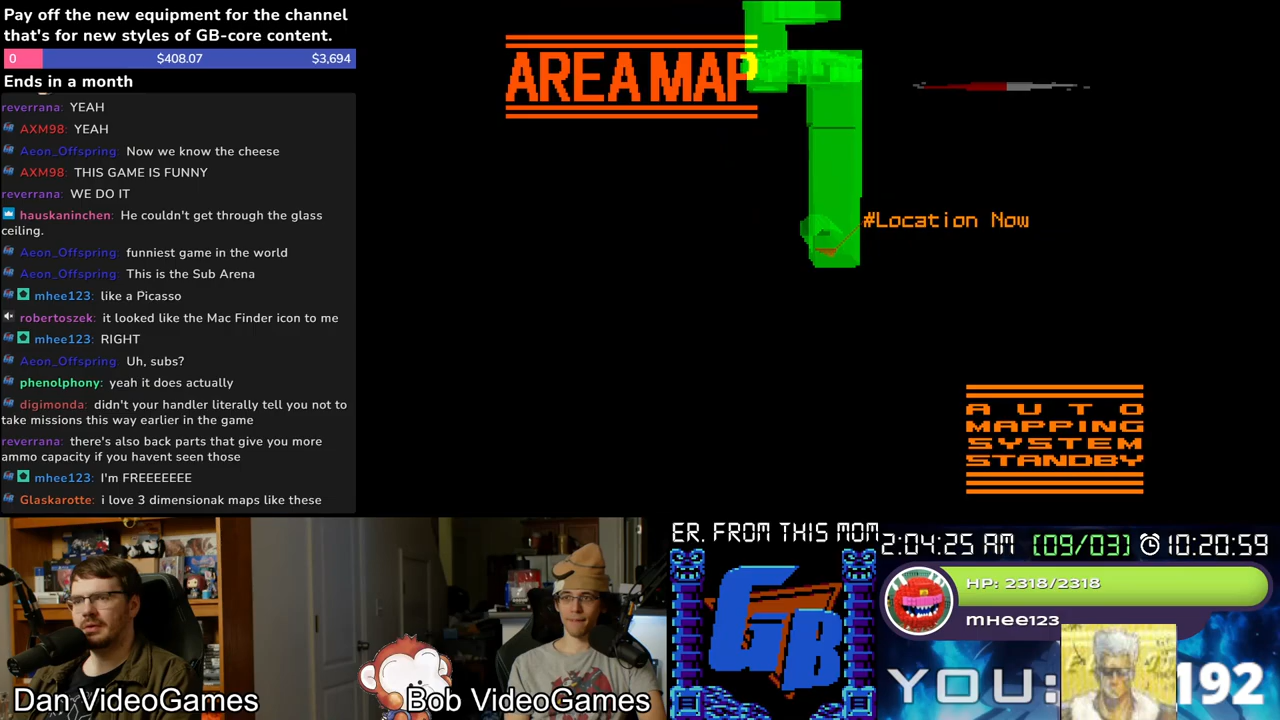 Pay off the new equipment for the channel
that's for new styles of GB-core content.
0 $408.07 $3,694
Ends in a month
reverrana: YEAH
AXM98: YEAH
Aeon_Offspring: Now we know the cheese
AXM98: THIS GAME IS FUNNY
reverrana: WE DO IT
hauskaninchen: He couldn't get through the glass
ceiling.
Aeon_Offspring: funniest game in the world
Aeon_Offspring: This is the Sub Arena
mhee123: like a Picasso
robertoszek: it looked like the Mac Finder icon to me
mhee123: RIGHT
Aeon_Offspring: Uh, subs?
phenolphony: yeah it does actually
digimonda: didn't your handler literally tell you not to
take missions this way earlier in the game
reverrana: there's also back parts that give you more
ammo capacity if you havent seen those
mhee123: I'm FREEEEEEE
Glaskarotte: i love 3 dimensionak maps like these
AREA MAP
#Location Now
AUTO
MAPPING
SYSTEM
STANDBY
Dan VideoGames
Bob VideoGames
ER. FROM THIS MOM
GB
2:04:25 AM [09/03] 10:20:59
HP: 2318/2318
mHee123
YOU: 192